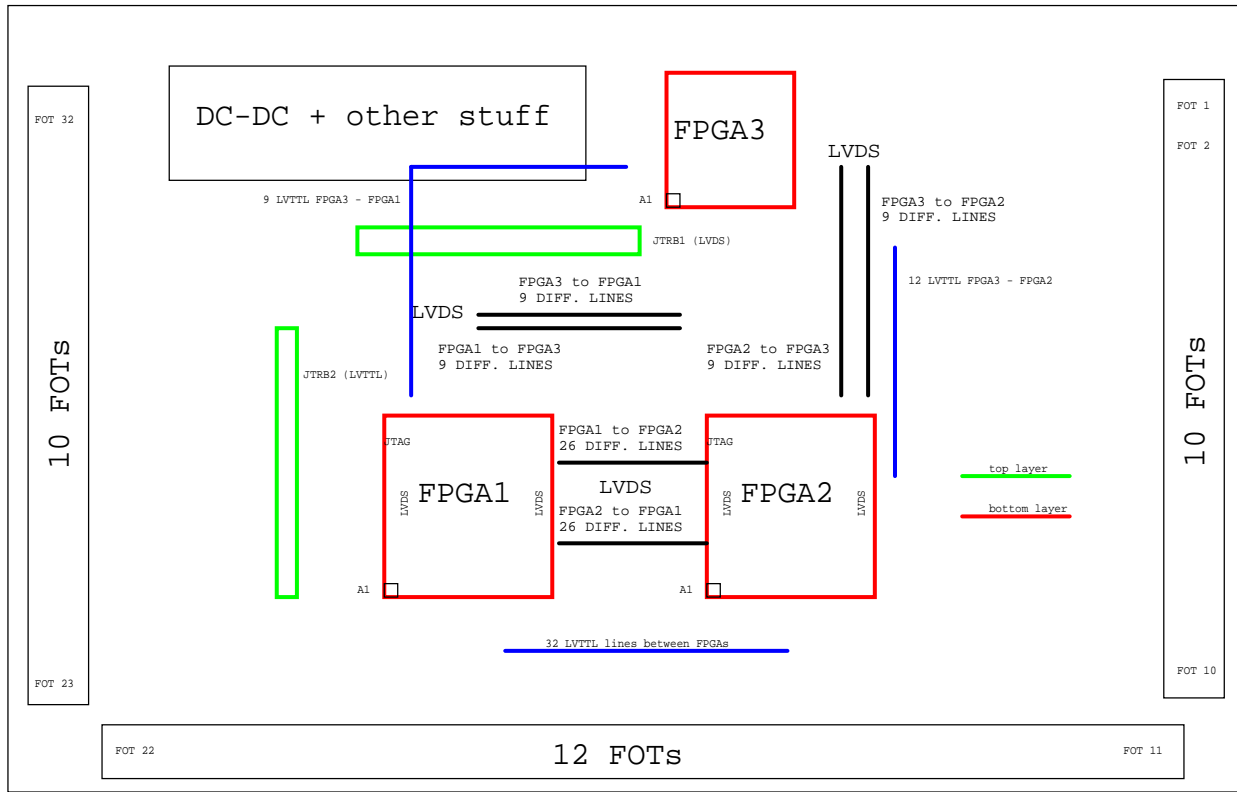 FOT 32
DC-DC + other stuff
FPGA3
FOT 1
FOT 2
LVDS
9 LVTTL FPGA3 - FPGA1
A1
FPGA3 to FPGA2
9 DIFF. LINES
JTRB1 (LVDS)
FPGA3 to FPGA1
9 DIFF. LINES
12 LVTTL FPGA3 - FPGA2
LVDS
FPGA1 to FPGA3
9 DIFF. LINES
FPGA2 to FPGA3
9 DIFF. LINES
JTRB2 (LVTTL)
10 FOTs
10 FOTs
JTAG
FPGA1 to FPGA2
26 DIFF. LINES
JTAG
top layer
LVDS
FPGA1
LVDS
LVDS
LVDS
FPGA2
LVDS
FPGA2 to FPGA1
26 DIFF. LINES
bottom layer
A1
A1
32 LVTTL lines between FPGAs
FOT 23
FOT 10
FOT 22
12 FOTs
FOT 11